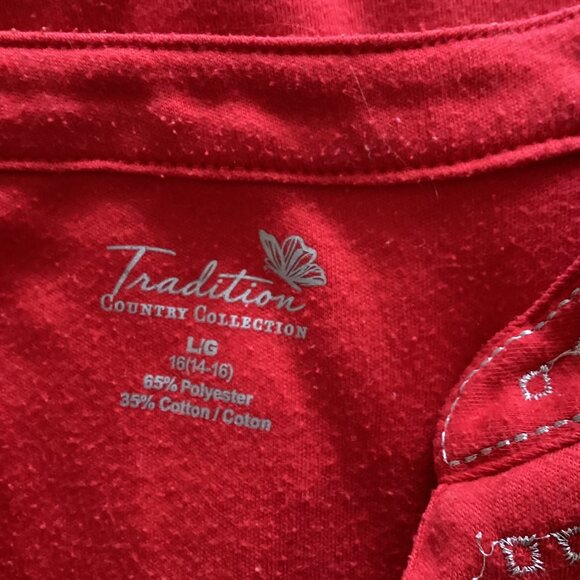 Tradition
COUNTRY COLLECTION
L/G
16(14-16)
65% Polyester
35% Cotton / Coton